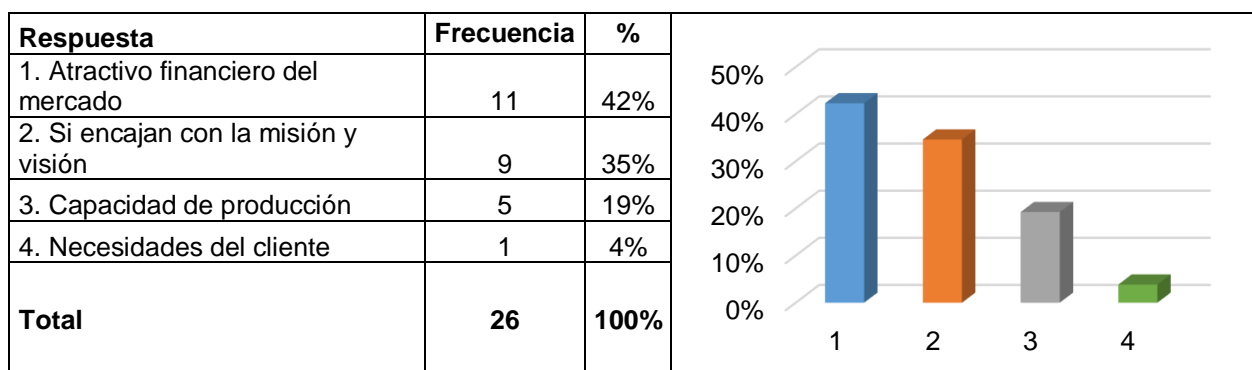 Respuesta Frecuencia %
1. Atractivo financiero del
mercado 11 42%
2. Si encajan con la misión y
visión 9 35%
3. Capacidad de producción 5 19%
4. Necesidades del cliente 1 4%
Total 26 100%
50%
40%
30%
20%
10%
0%
1 2 3 4